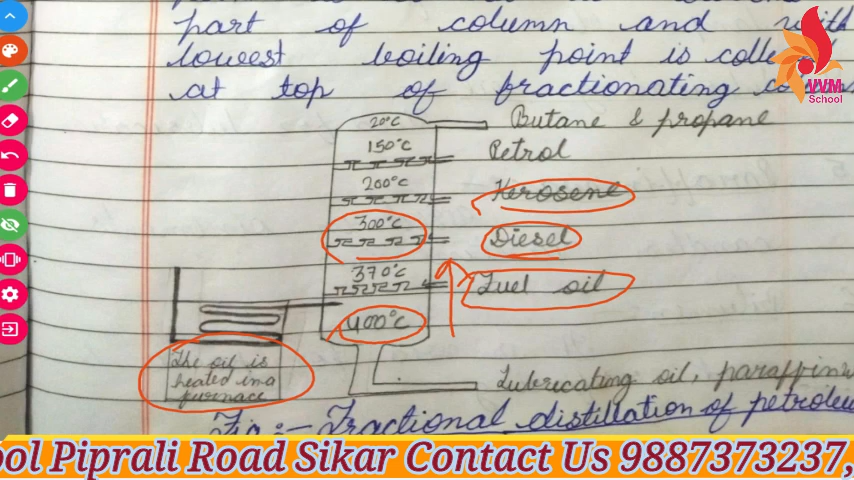 part of column and with
lowest boiling point is colle
at top of fractionating
VVM
School
20°C Butane & propane
150°C Petrol
200°C Kerosene
300°C Diesel
370°C Fuel oil
400°C
The oil is
heated in a
furnace
Lubricating oil, paraffin
Fig:- Fractional distillation of petroleu
ool Piprali Road Sikar Contact Us 9887373237,